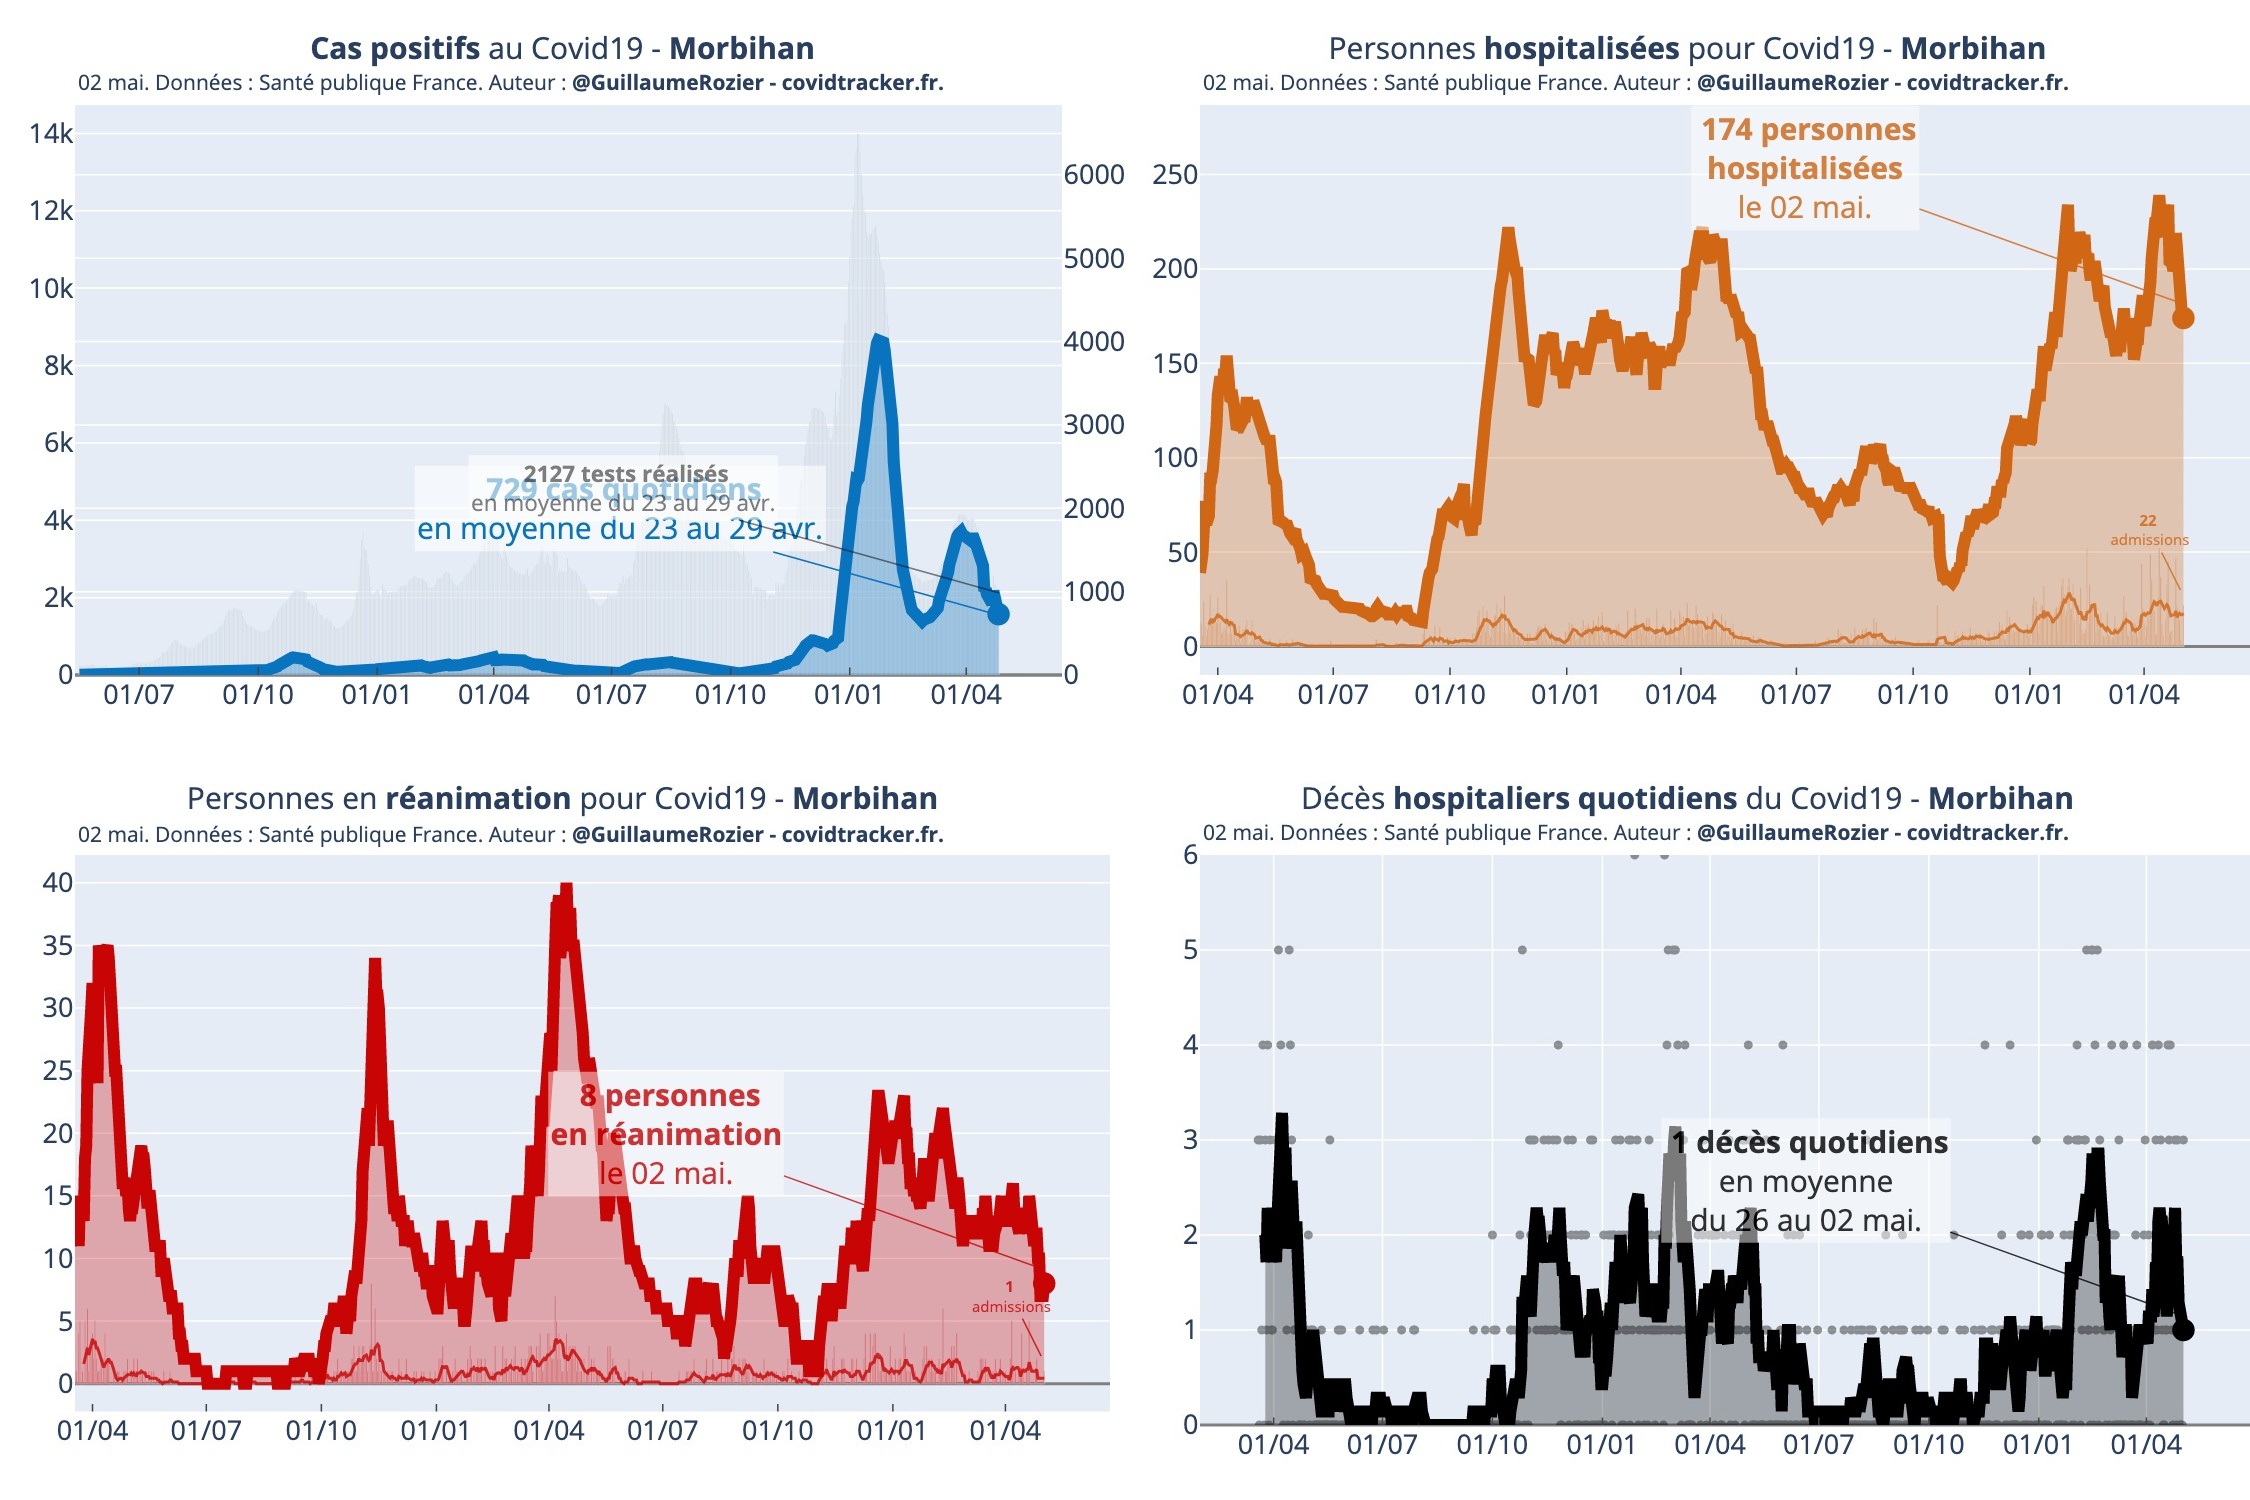 Cas positifs au Covid19 - Morbihan
02 mai. Données : Santé publique France. Auteur : @GuillaumeRozier - covidtracker.fr.
14k
12k
10k
8k
6k
4k
2k
0
6000
5000
4000
3000
2000
1000
0
2127 tests réalisés
en moyenne du 23 au 29 avr.
729 cas quotidiens
en moyenne du 23 au 29 avr.
01/07
01/10
01/01
01/04
01/07
01/10
01/01
01/04
Personnes hospitalisées pour Covid19 - Morbihan
02 mai. Données : Santé publique France. Auteur : @GuillaumeRozier - covidtracker.fr.
174 personnes
hospitalisées
le 02 mai.
250
200
150
100
50
0
22
admissions
01/04
01/07
01/10
01/01
01/04
01/07
01/10
01/01
01/04
Personnes en réanimation pour Covid19 - Morbihan
02 mai. Données : Santé publique France. Auteur : @GuillaumeRozier - covidtracker.fr.
40
35
30
25
20
15
10
5
0
8 personnes
en réanimation
le 02 mai.
1
admissions
01/04
01/07
01/10
01/01
01/04
01/07
01/10
01/01
01/04
Décès hospitaliers quotidiens du Covid19 - Morbihan
02 mai. Données : Santé publique France. Auteur : @GuillaumeRozier - covidtracker.fr.
6
5
4
3
2
1
0
1 décès quotidiens
en moyenne
du 26 au 02 mai.
01/04
01/07
01/10
01/01
01/04
01/07
01/10
01/01
01/04